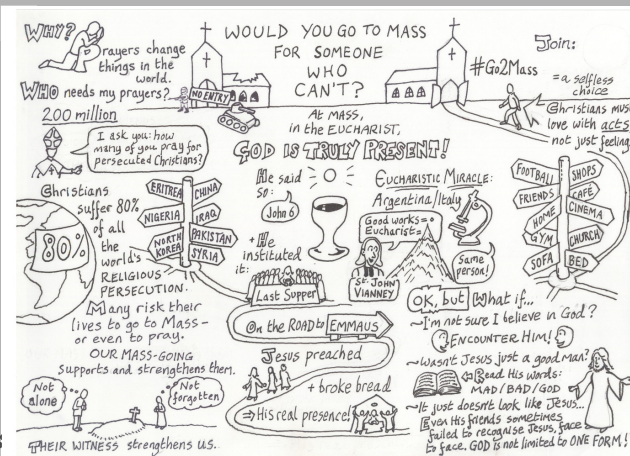 WHY?
Prayers change
things in the
world.
WHO needs my prayers?
200 million
I ask you: how
many of you pray for
persecuted Christians?
Christians
suffer 80%
of all
the
world's
RELIGIOUS
PERSECUTION.
80%
Many risk their
lives to go to Mass –
or even to pray.
OUR MASS-GOING
supports and strengthens them.
Not
alone
Not
forgotten
THEIR WITNESS strengthens us.
ERITREA
CHINA
NIGERIA
IRAQ
NORTH
KOREA
PAKISTAN
SYRIA
NO ENTRY
WOULD YOU GO TO MASS
FOR SOMEONE
WHO
CAN'T?
AT MASS,
in the EUCHARIST,
GOD IS TRULY PRESENT!
He said
so:
John 6
+ He
instituted
it:
Last Supper
EUCHARISTIC MIRACLE:
Argentina/Italy
Good works=
Eucharist=
ST. JOHN
VIANNEY
Same
person!
On the ROAD to EMMAUS
Jesus preached
+ broke bread
⇒ His real presence!
#Go2Mass
Join:
=a selfless
choice
Christians mus
love with acts
not just feeling
FOOTBALL
SHOPS
FRIENDS
CAFÉ
HOME
CINEMA
GYM
CHURCH
SOFA
BED
OK, but What if...
~I'm not sure I believe in God?
ENCOUNTER HIM!
~Wasn't Jesus just a good man?
⇐ Read His words:
MAD/BAD/GOD
~It just doesn't look like Jesus...
Even His friends sometimes
failed to recognise Jesus, face
to face. GOD is not limited to ONE FORM!